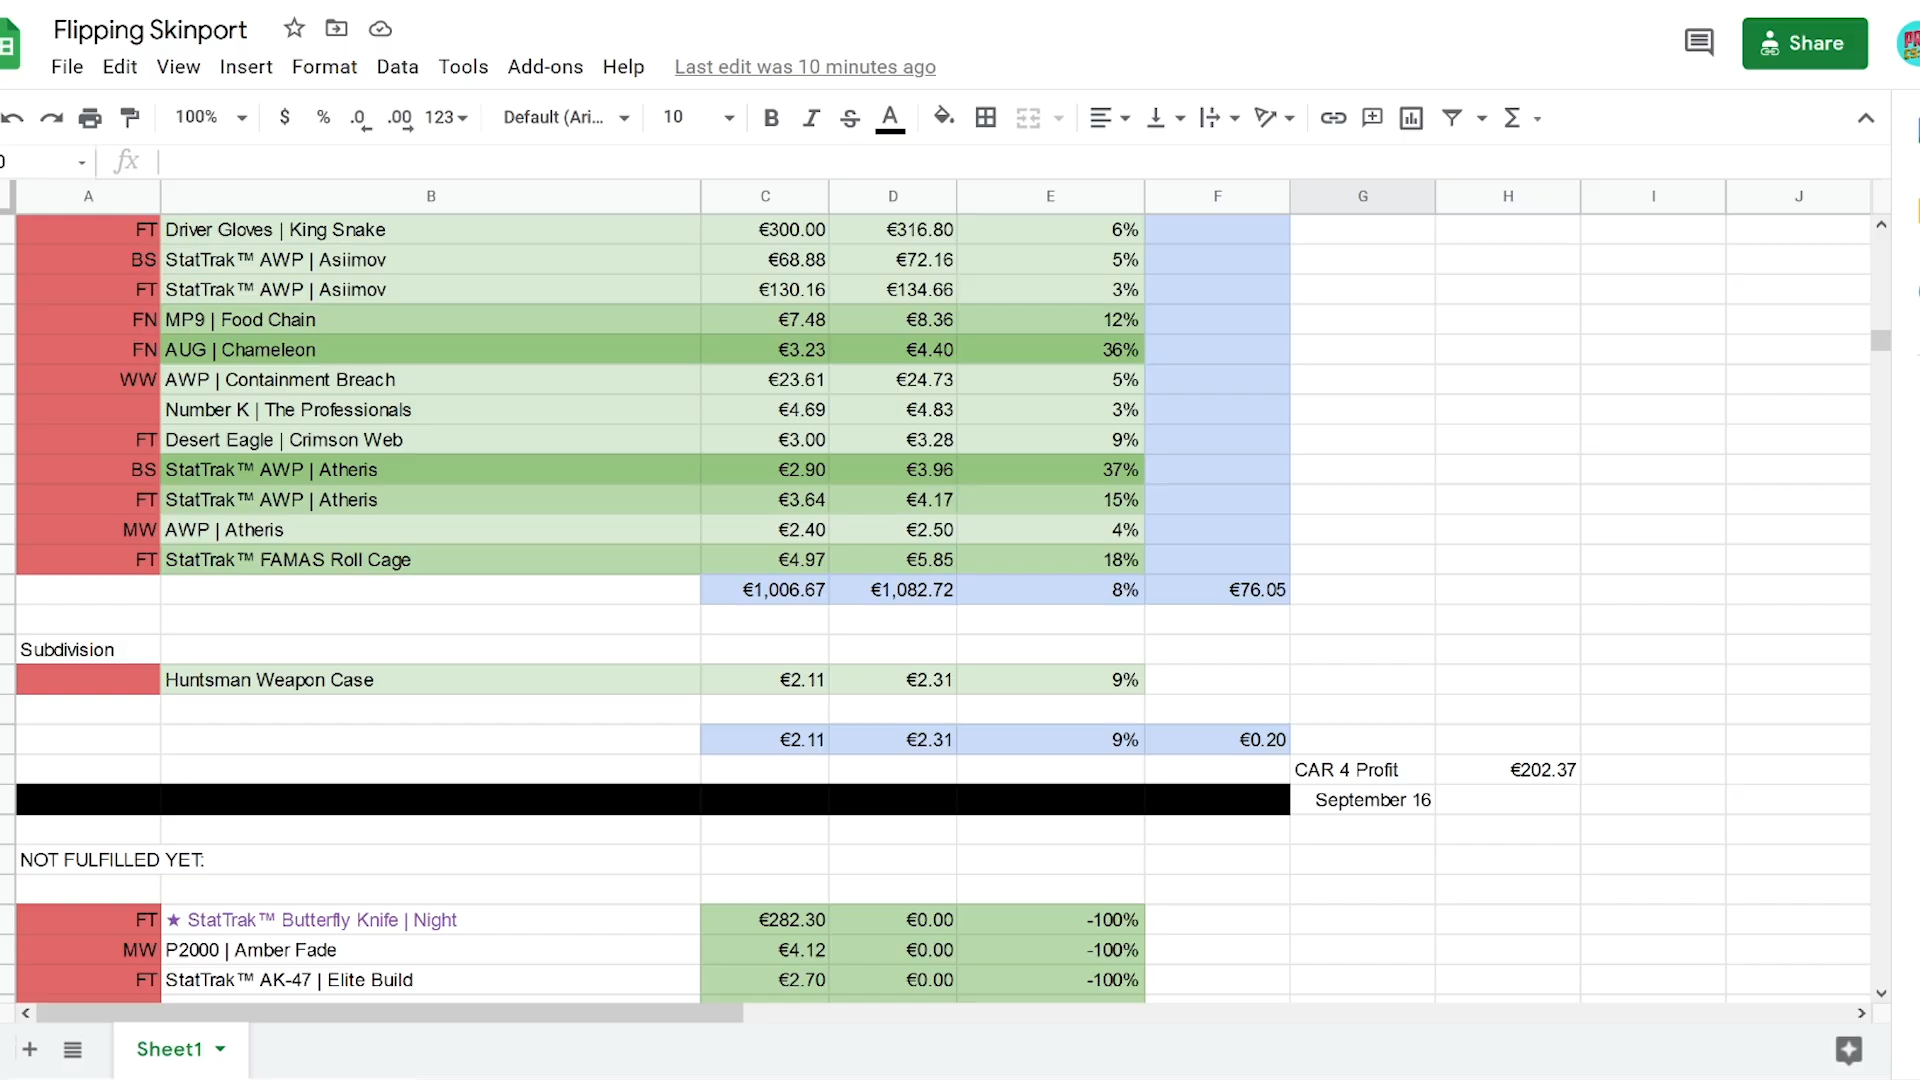 Flipping Skinport
File Edit View Insert Format Data Tools Add-ons Help Last edit was 10 minutes ago
Share
100% $ % .0 .00 123 Default (Ari... 10 B I S A
fx
A B C D E F G H I J
FT Driver Gloves | King Snake €300.00 €316.80 6%
BS StatTrak™ AWP | Asiimov €68.88 €72.16 5%
FT StatTrak™ AWP | Asiimov €130.16 €134.66 3%
FN MP9 | Food Chain €7.48 €8.36 12%
FN AUG | Chameleon €3.23 €4.40 36%
WW AWP | Containment Breach €23.61 €24.73 5%
Number K | The Professionals €4.69 €4.83 3%
FT Desert Eagle | Crimson Web €3.00 €3.28 9%
BS StatTrak™ AWP | Atheris €2.90 €3.96 37%
FT StatTrak™ AWP | Atheris €3.64 €4.17 15%
MW AWP | Atheris €2.40 €2.50 4%
FT StatTrak™ FAMAS Roll Cage €4.97 €5.85 18%
€1,006.67 €1,082.72 8% €76.05
Subdivision
Huntsman Weapon Case €2.11 €2.31 9%
€2.11 €2.31 9% €0.20
CAR 4 Profit €202.37
September 16
NOT FULFILLED YET:
FT ★ StatTrak™ Butterfly Knife | Night €282.30 €0.00 -100%
MW P2000 | Amber Fade €4.12 €0.00 -100%
FT StatTrak™ AK-47 | Elite Build €2.70 €0.00 -100%
Sheet1